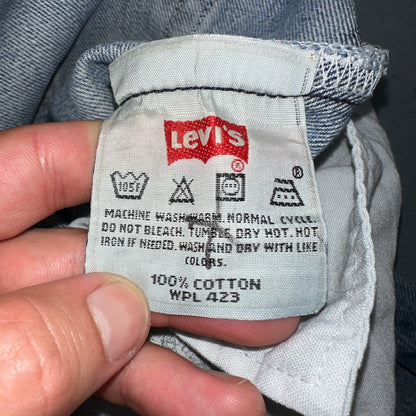 Levi's
®
105F
MACHINE WASH WARM. NORMAL CYCLE.
DO NOT BLEACH. TUMBLE DRY HOT. HOT
IRON IF NEEDED. WASH AND DRY WITH LIKE
COLORS.
100% COTTON
WPL 423